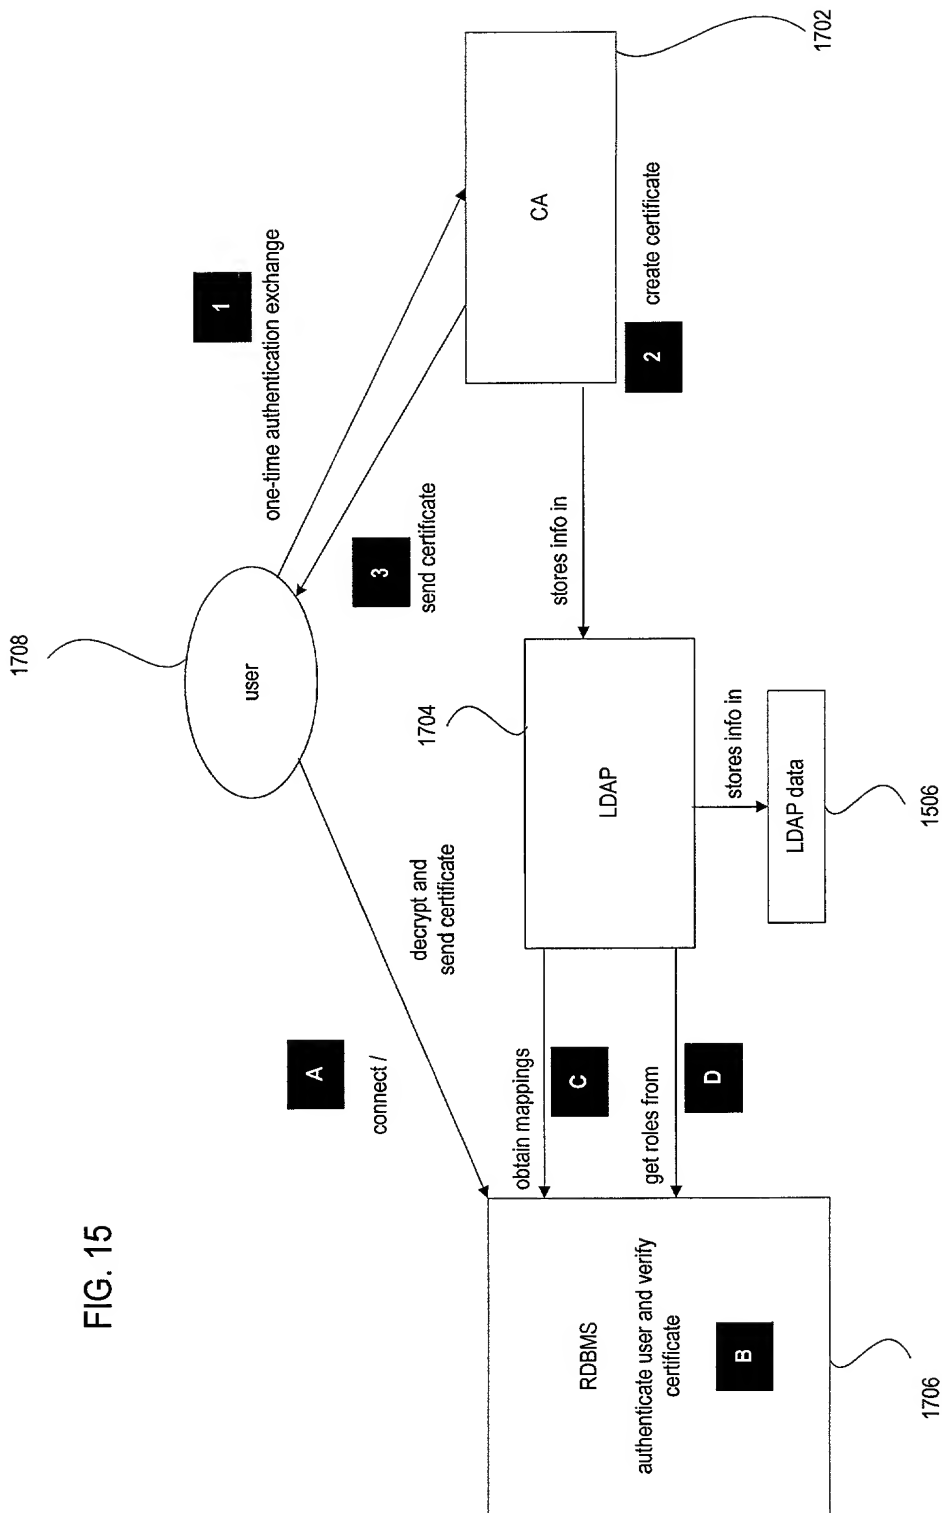 FIG. 15
1708
user
1
one-time authentication exchange
3
send certificate
CA
1702
2
create certificate
stores info in
1704
LDAP
stores info in
LDAP data
1506
A
connect /
decrypt and
send certificate
obtain mappings
C
get roles from
D
RDBMS
authenticate user and verify
certificate
B
1706